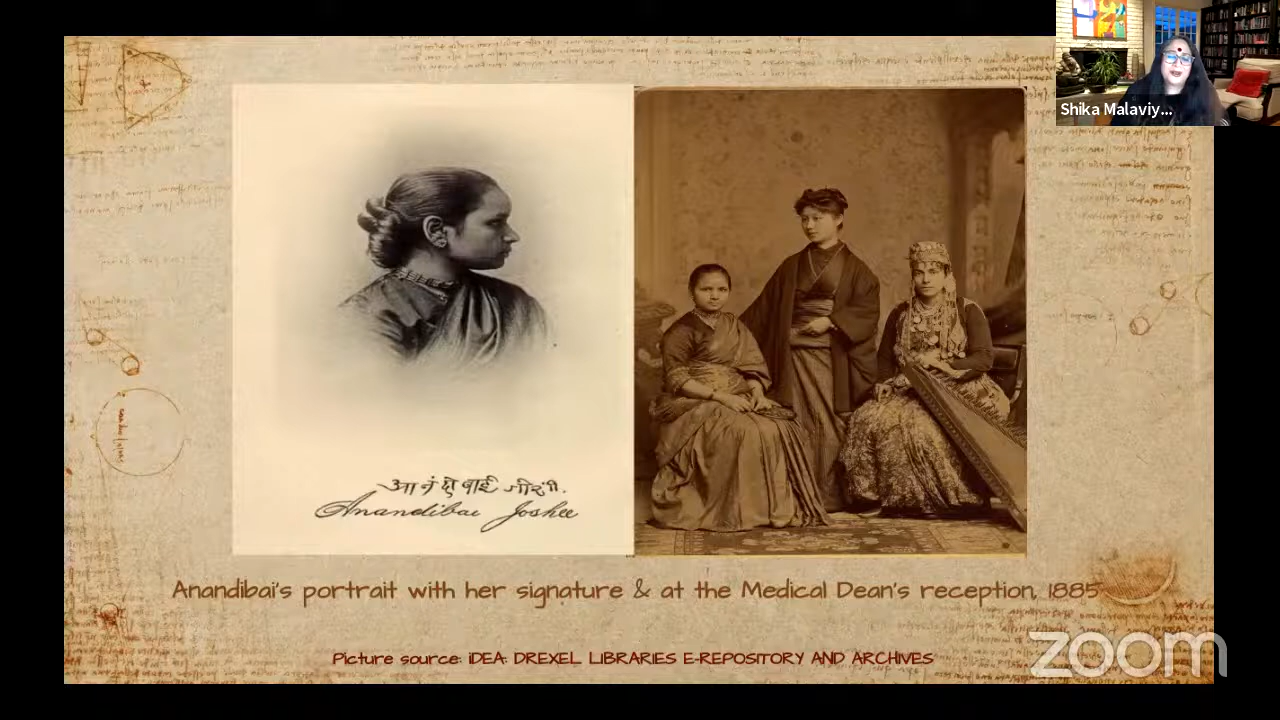 Shika Malaviy...
आनंदीबाई जोशी.
Anandibai Joshee
Anandibai's portrait with her signature & at the Medical Dean's reception, 1885
Picture source: iDEA: DREXEL LIBRARIES E-REPOSITORY AND ARCHIVES
zoom